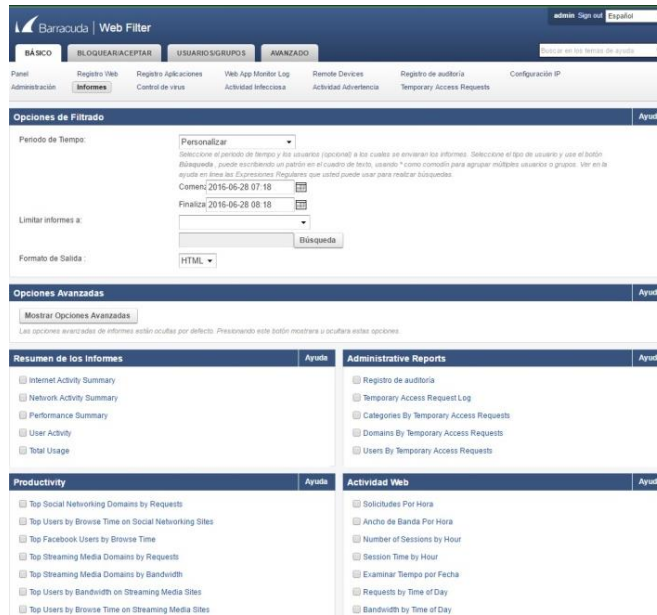 admin Sign out Español
Barracuda | Web Filter
BÁSICO BLOQUEAR/ACEPTAR USUARIOS/GRUPOS AVANZADO
Buscar en los temas de ayuda
Panel Registro Web Registro Aplicaciones Web App Monitor Log Remote Devices Registro de auditoría Configuración IP
Administración Informes Control de virus Actividad Infecciosa Actividad Advertencia Temporary Access Requests
Opciones de Filtrado Ayud
Periodo de Tiempo: Personalizar
Seleccione el periodo de tiempo y los usuarios (opcional) a los cuales se enviaran los informes. Seleccione el tipo de usuario y use el botón
Búsqueda, puede escribiendo un patrón en el cuadro de texto, usando * como comodín para agrupar múltiples usuarios o grupos. Ver en la
ayuda en línea las Expresiones Regulares que usted puede usar para realizar búsquedas.
Comenz 2016-06-28 07:18
Finaliza 2016-06-28 08:18
Limitar informes a:
Búsqueda
Formato de Salida : HTML
Opciones Avanzadas Ayud
Mostrar Opciones Avanzadas
Las opciones avanzadas de informes están ocultas por defecto. Presionando este botón mostrara u ocultara estas opciones.
Resumen de los Informes Ayuda
Internet Activity Summary
Network Activity Summary
Performance Summary
User Activity
Total Usage
Administrative Reports Ayud
Registro de auditoría
Temporary Access Request Log
Categories By Temporary Access Requests
Domains By Temporary Access Requests
Users By Temporary Access Requests
Productivity Ayuda
Top Social Networking Domains by Requests
Top Users by Browse Time on Social Networking Sites
Top Facebook Users by Browse Time
Top Streaming Media Domains by Requests
Top Streaming Media Domains by Bandwidth
Top Users by Bandwidth on Streaming Media Sites
Top Users by Browse Time on Streaming Media Sites
Actividad Web Ayud
Solicitudes Por Hora
Ancho de Banda Por Hora
Number of Sessions by Hour
Session Time by Hour
Examinar Tiempo por Fecha
Requests by Time of Day
Bandwidth by Time of Day